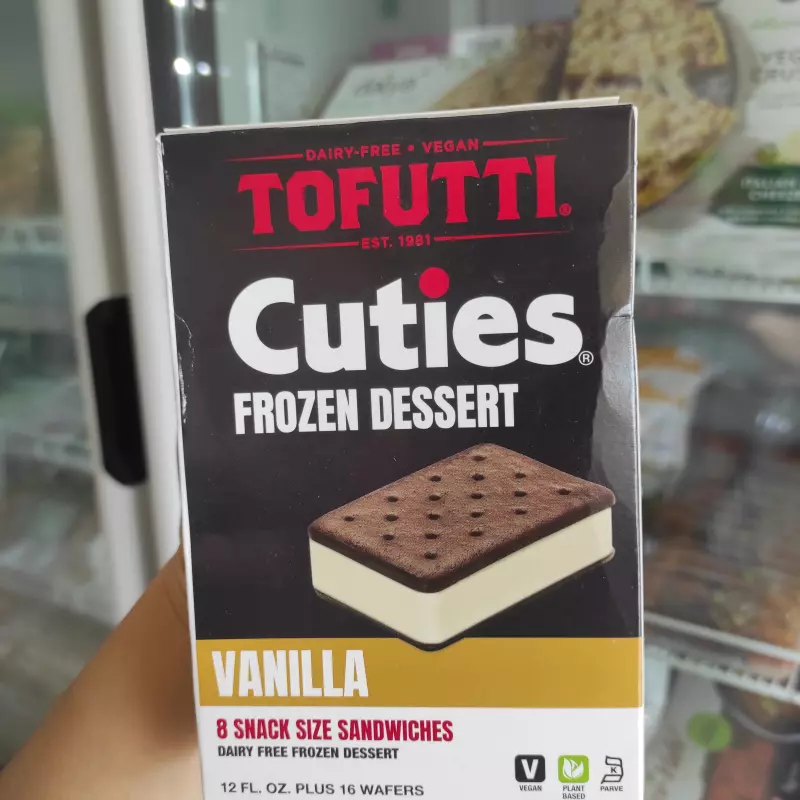 DAIRY-FREE • VEGAN
TOFUTTI®
EST. 1981
Cuties®
FROZEN DESSERT
VANILLA
8 SNACK SIZE SANDWICHES
DAIRY FREE FROZEN DESSERT
12 FL. OZ. PLUS 16 WAFERS
V
VEGAN
PLANT
BASED
K
PARVE
ITALIAN